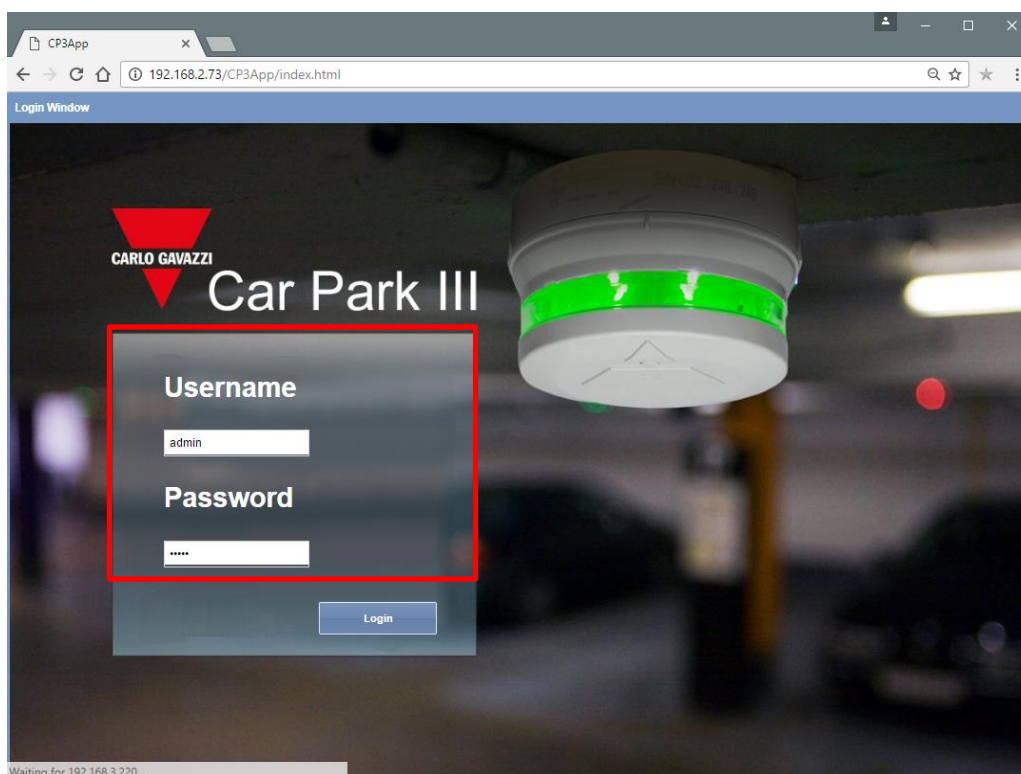 CP3App
192.168.2.73/CP3App/index.html
Login Window
CARLO GAVAZZI
Car Park III
Username
admin
Password
•••••
Login
Waiting for 192.168.3.220